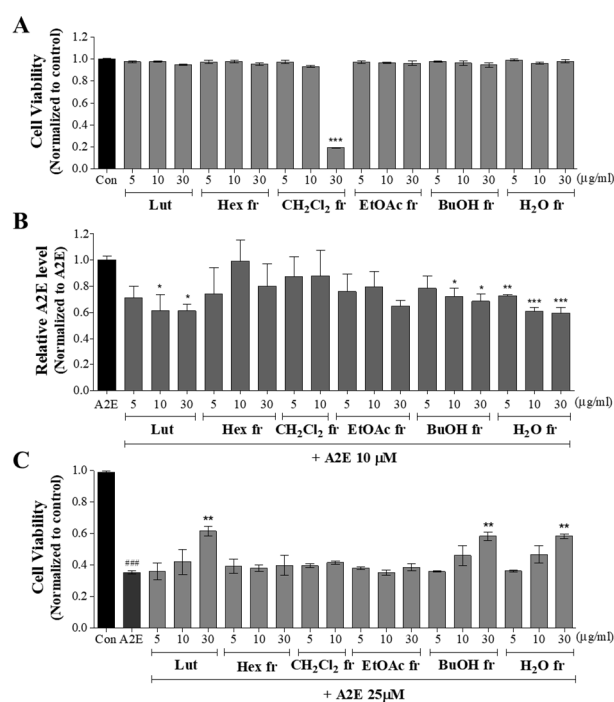 A
Cell Viability
(Normalized to control)
1.2
1.0
0.8
0.6
0.4
0.2
0.0
***
Con 5 10 30 5 10 30 5 10 30 5 10 30 5 10 30 5 10 30 (μg/ml)
Lut Hex fr CH₂Cl₂ fr EtOAc fr BuOH fr H₂O fr
B
Relative A2E level
(Normalized to A2E)
1.2
1.0
0.8
0.6
0.4
0.2
0.0
* * * * ** *** ***
A2E 5 10 30 5 10 30 5 10 5 10 30 5 10 30 5 10 30 (μg/ml)
Lut Hex fr CH₂Cl₂ fr EtOAc fr BuOH fr H₂O fr
+ A2E 10 μM
C
Cell Viability
(Normalized to control)
1.0
0.8
0.6
0.4
0.2
0.0
### ** ** **
Con A2E 5 10 30 5 10 30 5 10 5 10 30 5 10 30 5 10 30 (μg/ml)
Lut Hex fr CH₂Cl₂ fr EtOAc fr BuOH fr H₂O fr
+ A2E 25μM